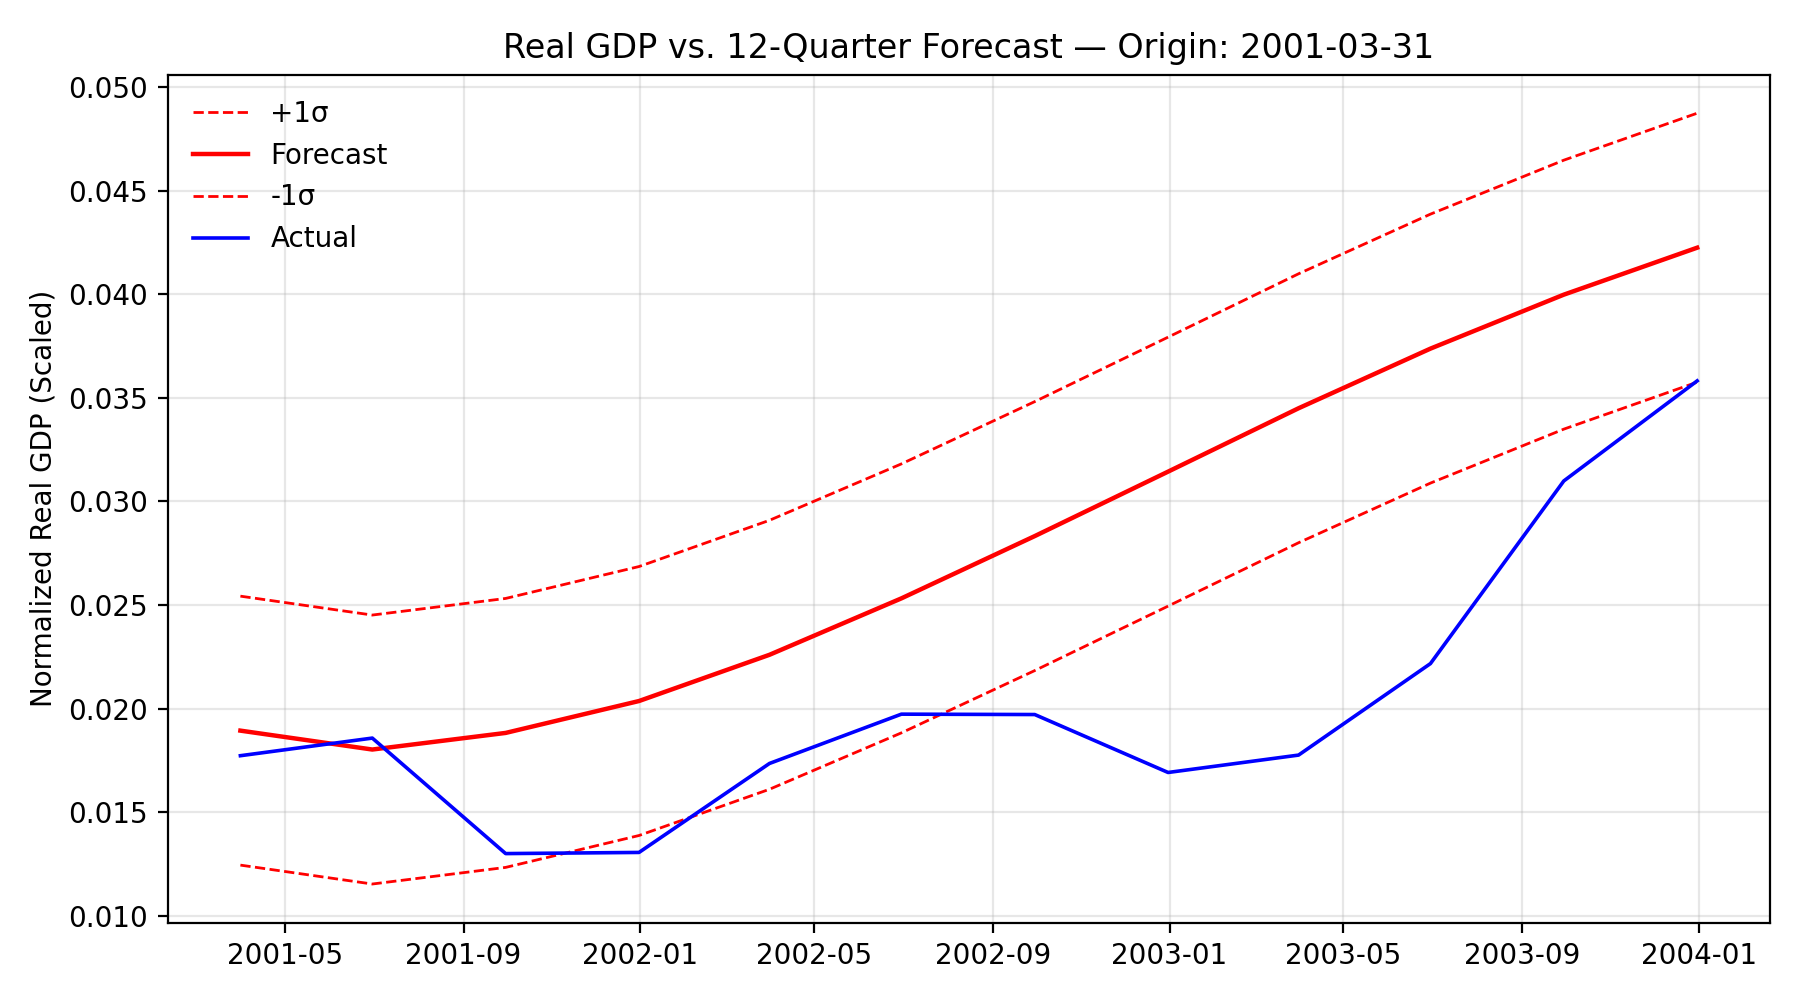 Real GDP vs. 12-Quarter Forecast — Origin: 2001-03-31
+1σ
Forecast
-1σ
Actual
Normalized Real GDP (Scaled)
0.050
0.045
0.040
0.035
0.030
0.025
0.020
0.015
0.010
2001-05 2001-09 2002-01 2002-05 2002-09 2003-01 2003-05 2003-09 2004-01